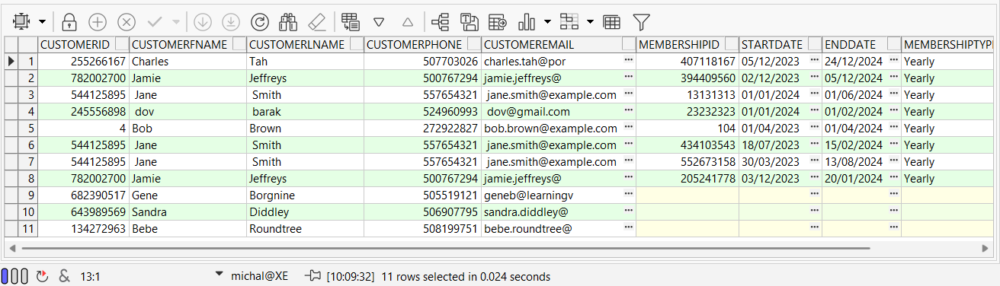 CUSTOMERID CUSTOMERFNAME CUSTOMERLNAME CUSTOMERPHONE CUSTOMEREMAIL MEMBERSHIPID STARTDATE ENDDATE MEMBERSHIPTYPE
1 255266167 Charles Tah 507703026 charles.tah@por ... 407118167 05/12/2023 ... 24/12/2024 ... Yearly
2 782002700 Jamie Jeffreys 500767294 jamie.jeffreys@ ... 394409560 02/12/2023 ... 05/12/2024 ... Yearly
3 544125895 Jane Smith 557654321 jane.smith@example.com ... 13131313 01/01/2024 ... 01/06/2024 ... Yearly
4 245556898 dov barak 524960993 dov@gmail.com ... 23232323 01/01/2024 ... 01/02/2024 ... Yearly
5 4 Bob Brown 272922827 bob.brown@example.com ... 104 01/04/2023 ... 01/04/2024 ... Yearly
6 544125895 Jane Smith 557654321 jane.smith@example.com ... 434103543 18/07/2023 ... 15/02/2024 ... Yearly
7 544125895 Jane Smith 557654321 jane.smith@example.com ... 552673158 30/03/2023 ... 13/08/2024 ... Yearly
8 782002700 Jamie Jeffreys 500767294 jamie.jeffreys@ ... 205241778 03/12/2023 ... 20/01/2024 ... Yearly
9 682390517 Gene Borgnine 505519121 geneb@learningv ... ... ...
10 643989569 Sandra Diddley 506907795 sandra.diddley@ ... ... ...
11 134272963 Bebe Roundtree 508199751 bebe.roundtree@ ... ... ...
& 13:1 michal@XE [10:09:32] 11 rows selected in 0.024 seconds